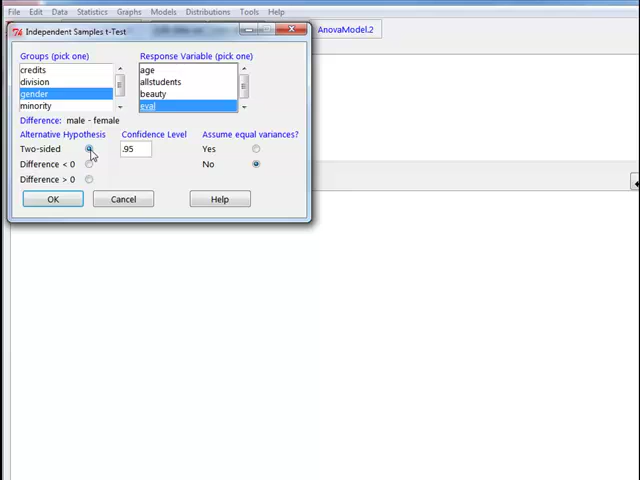 File Edit Data Statistics Graphs Models Distributions Tools Help
Independent Samples t-Test
AnovaModel.2
Groups (pick one) Response Variable (pick one)
credits age
division allstudents
gender beauty
minority eval
Difference: male - female
Alternative Hypothesis Confidence Level Assume equal variances?
Two-sided .95 Yes
Difference < 0 No
Difference > 0
OK Cancel Help